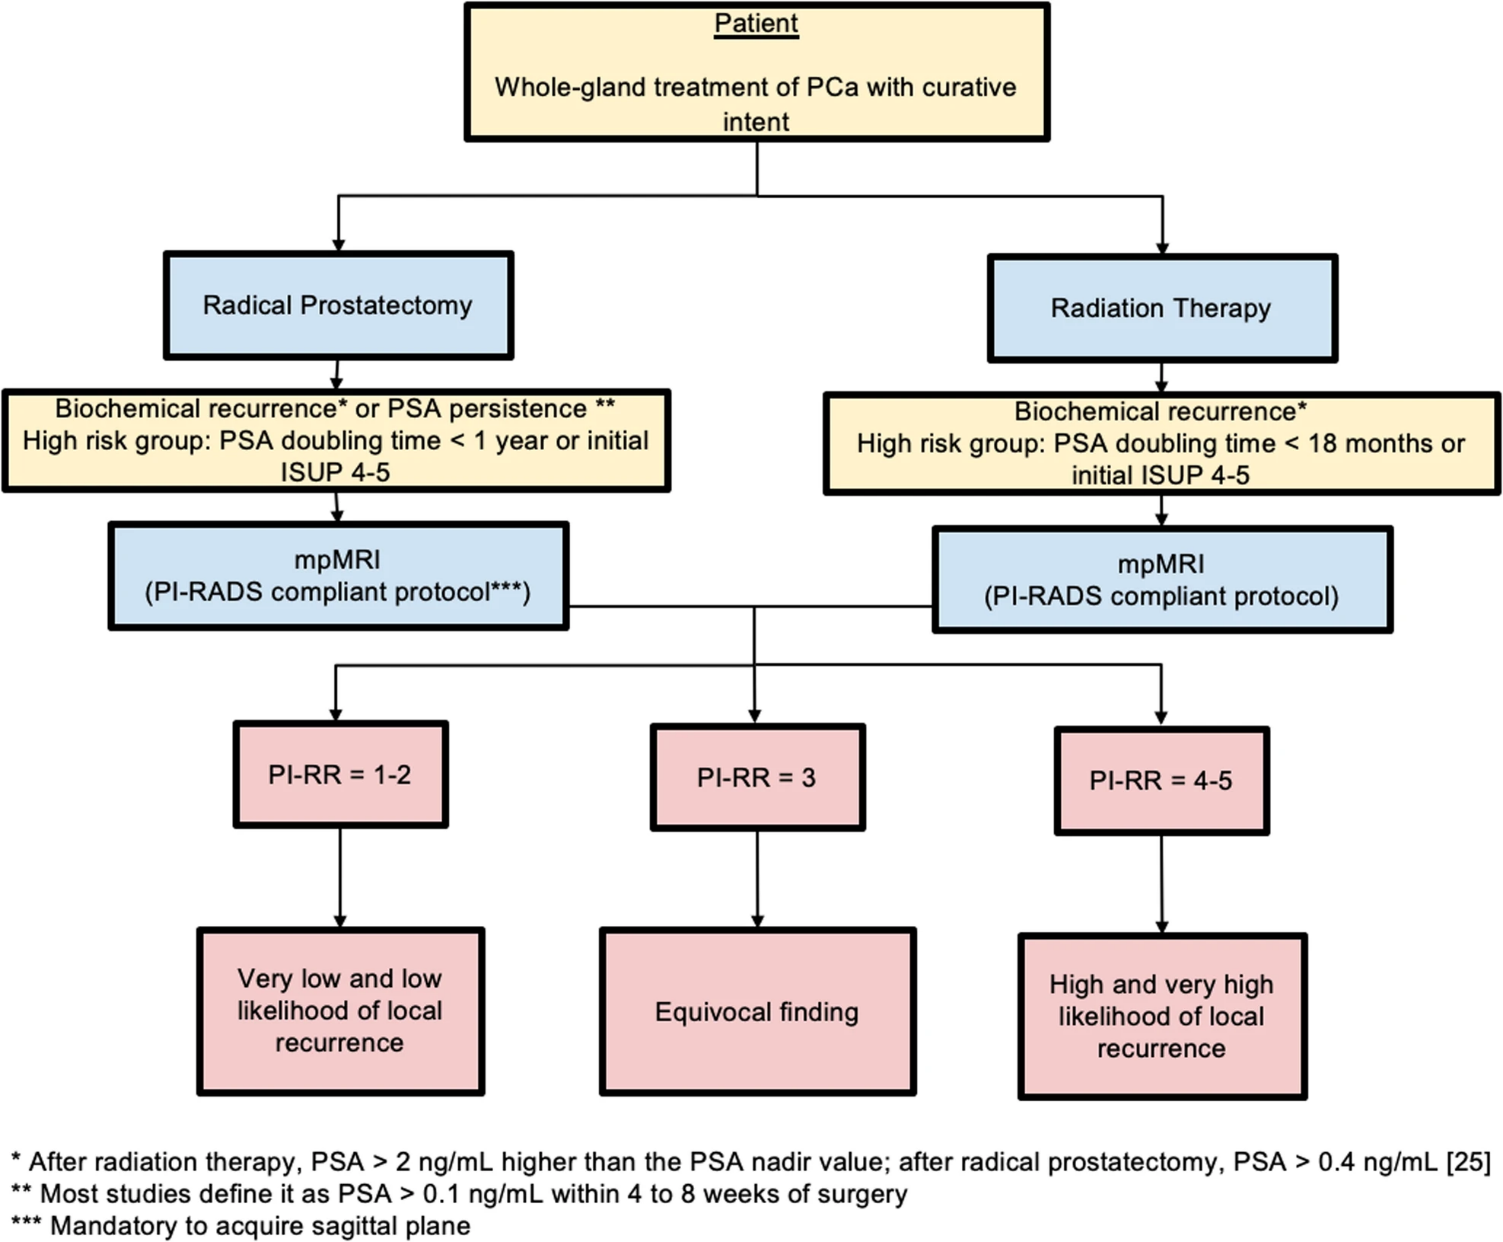 Patient
Whole-gland treatment of PCa with curative
intent
Radical Prostatectomy
Radiation Therapy
Biochemical recurrence* or PSA persistence **
High risk group: PSA doubling time < 1 year or initial
ISUP 4-5
Biochemical recurrence*
High risk group: PSA doubling time < 18 months or
initial ISUP 4-5
mpMRI
(PI-RADS compliant protocol***)
mpMRI
(PI-RADS compliant protocol)
PI-RR = 1-2
PI-RR = 3
PI-RR = 4-5
Very low and low
likelihood of local
recurrence
Equivocal finding
High and very high
likelihood of local
recurrence
* After radiation therapy, PSA > 2 ng/mL higher than the PSA nadir value; after radical prostatectomy, PSA > 0.4 ng/mL [25]
** Most studies define it as PSA > 0.1 ng/mL within 4 to 8 weeks of surgery
*** Mandatory to acquire sagittal plane